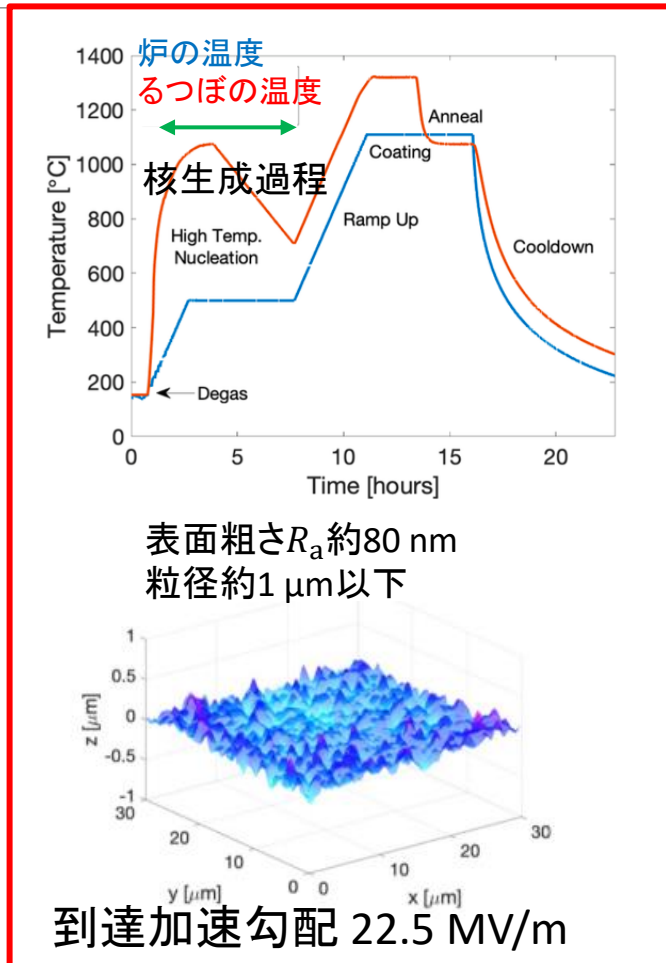 1400
1200
1000
800
600
400
200
0
Temperature [°C]
炉の温度
るつぼの温度
核生成過程
High Temp.
Nucleation
Degas
Ramp Up
Coating
Anneal
Cooldown
0 5 10 15 20
Time [hours]
表面粗さRa約80 nm
粒径約1 μm以下
1
0.5
0
-0.5
-1
z [μm]
30
20
10
0
y [μm]
0
10
20
30
x [μm]
到達加速勾配 22.5 MV/m